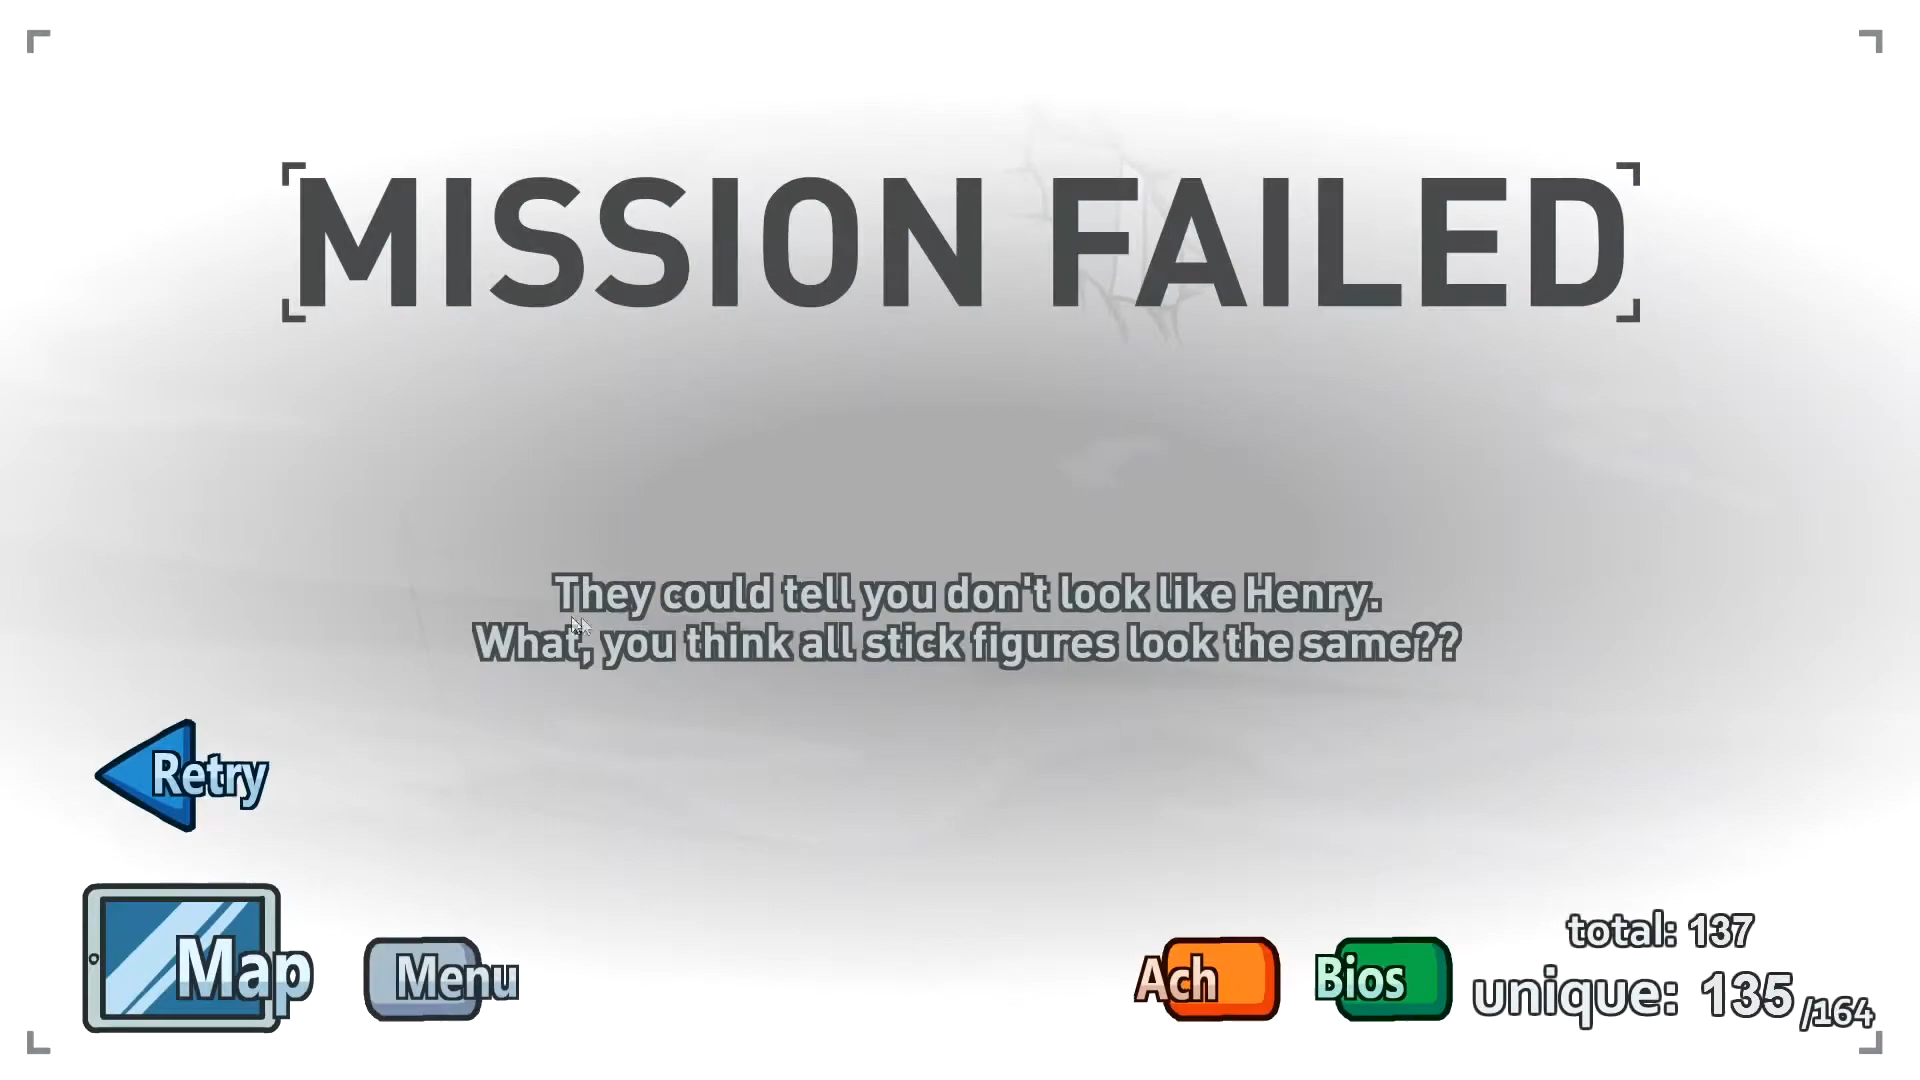 MISSION FAILED
They could tell you don't look like Henry.
What, you think all stick figures look the same??
Retry
Map
Menu
Ach
Bios
total: 137
unique: 135 /164